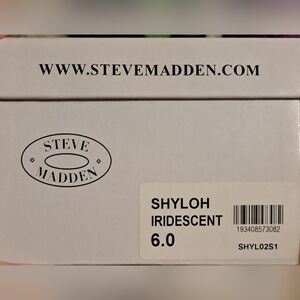 WWW.STEVEMADDEN.COM
STEVE
MADDEN
SHYLOH
IRIDESCENT
6.0
193408573082
SHYL02S1